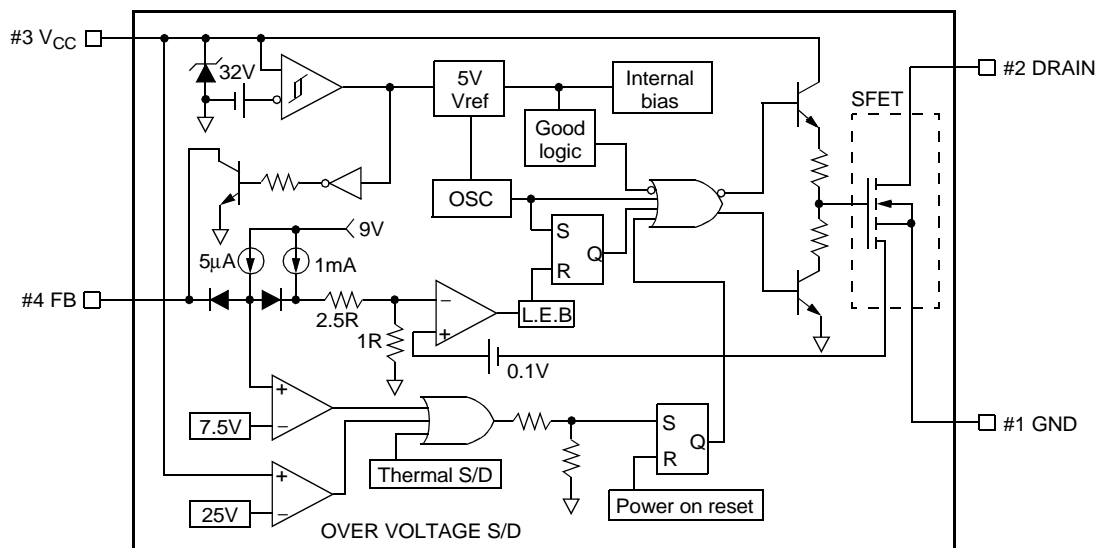 #3 VCC
32V
5V
Vref
Internal
bias
#2 DRAIN
SFET
Good
logic
OSC
9V
S
R
Q
5μA
1mA
#4 FB
2.5R
1R
−
+
L.E.B
0.1V
+
−
7.5V
Thermal S/D
S
R
Q
#1 GND
+
−
25V
Power on reset
OVER VOLTAGE S/D